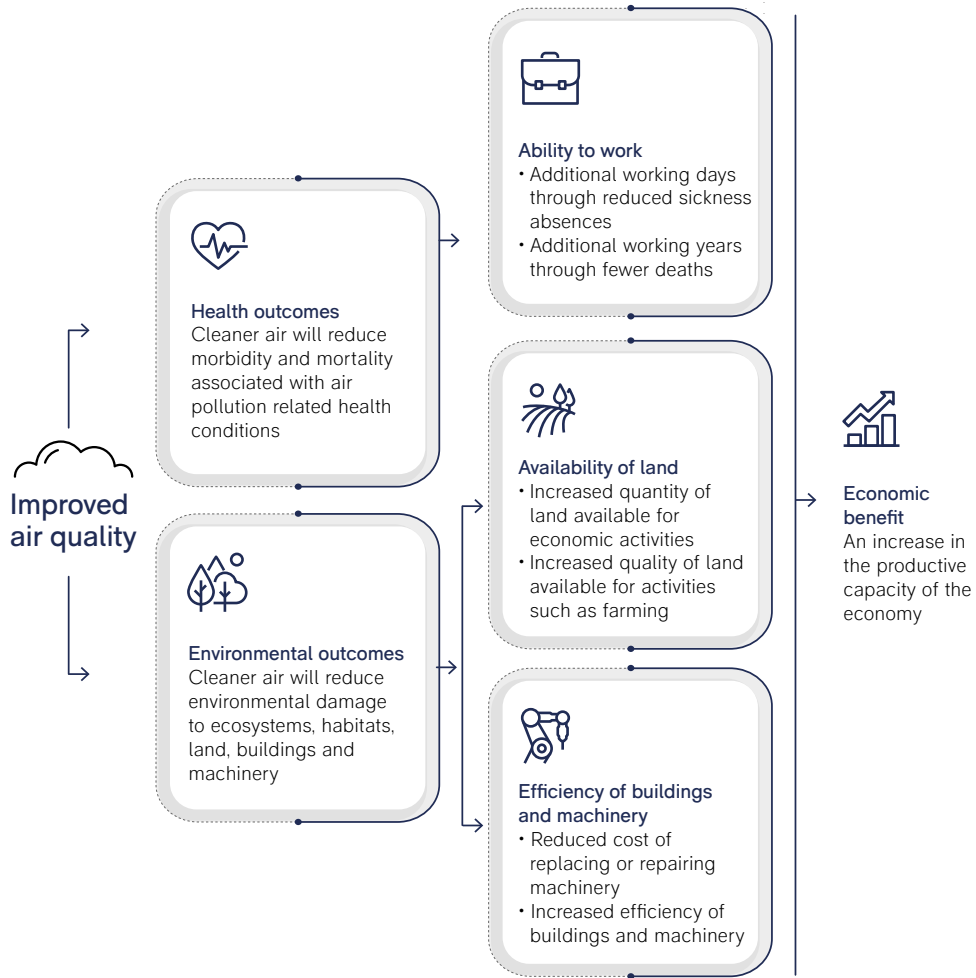 Improved
air quality
Health outcomes
Cleaner air will reduce
morbidity and mortality
associated with air
pollution related health
conditions
Environmental outcomes
Cleaner air will reduce
environmental damage
to ecosystems, habitats,
land, buildings and
machinery
Ability to work
• Additional working days
through reduced sickness
absences
• Additional working years
through fewer deaths
Availability of land
• Increased quantity of
land available for
economic activities
• Increased quality of land
available for activities
such as farming
Efficiency of buildings
and machinery
• Reduced cost of
replacing or repairing
machinery
• Increased efficiency of
buildings and machinery
Economic
benefit
An increase in
the productive
capacity of the
economy